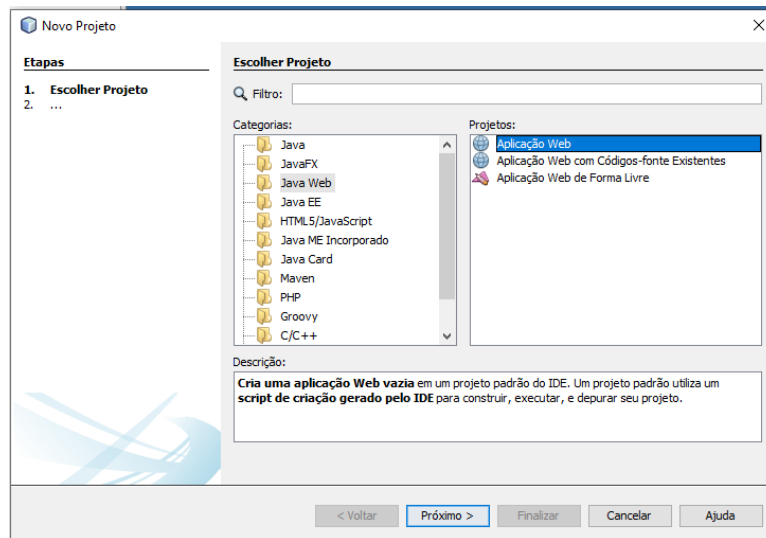 Novo Projeto
Etapas
1. Escolher Projeto
2. ...
Escolher Projeto
Filtro:
Categorias:
Java
JavaFX
Java Web
Java EE
HTML5/JavaScript
Java ME Incorporado
Java Card
Maven
PHP
Groovy
C/C++
Projetos:
Aplicação Web
Aplicação Web com Códigos-fonte Existentes
Aplicação Web de Forma Livre
Descrição:
Cria uma aplicação Web vazia em um projeto padrão do IDE. Um projeto padrão utiliza um
script de criação gerado pelo IDE para construir, executar, e depurar seu projeto.
< Voltar
Próximo >
Finalizar
Cancelar
Ajuda